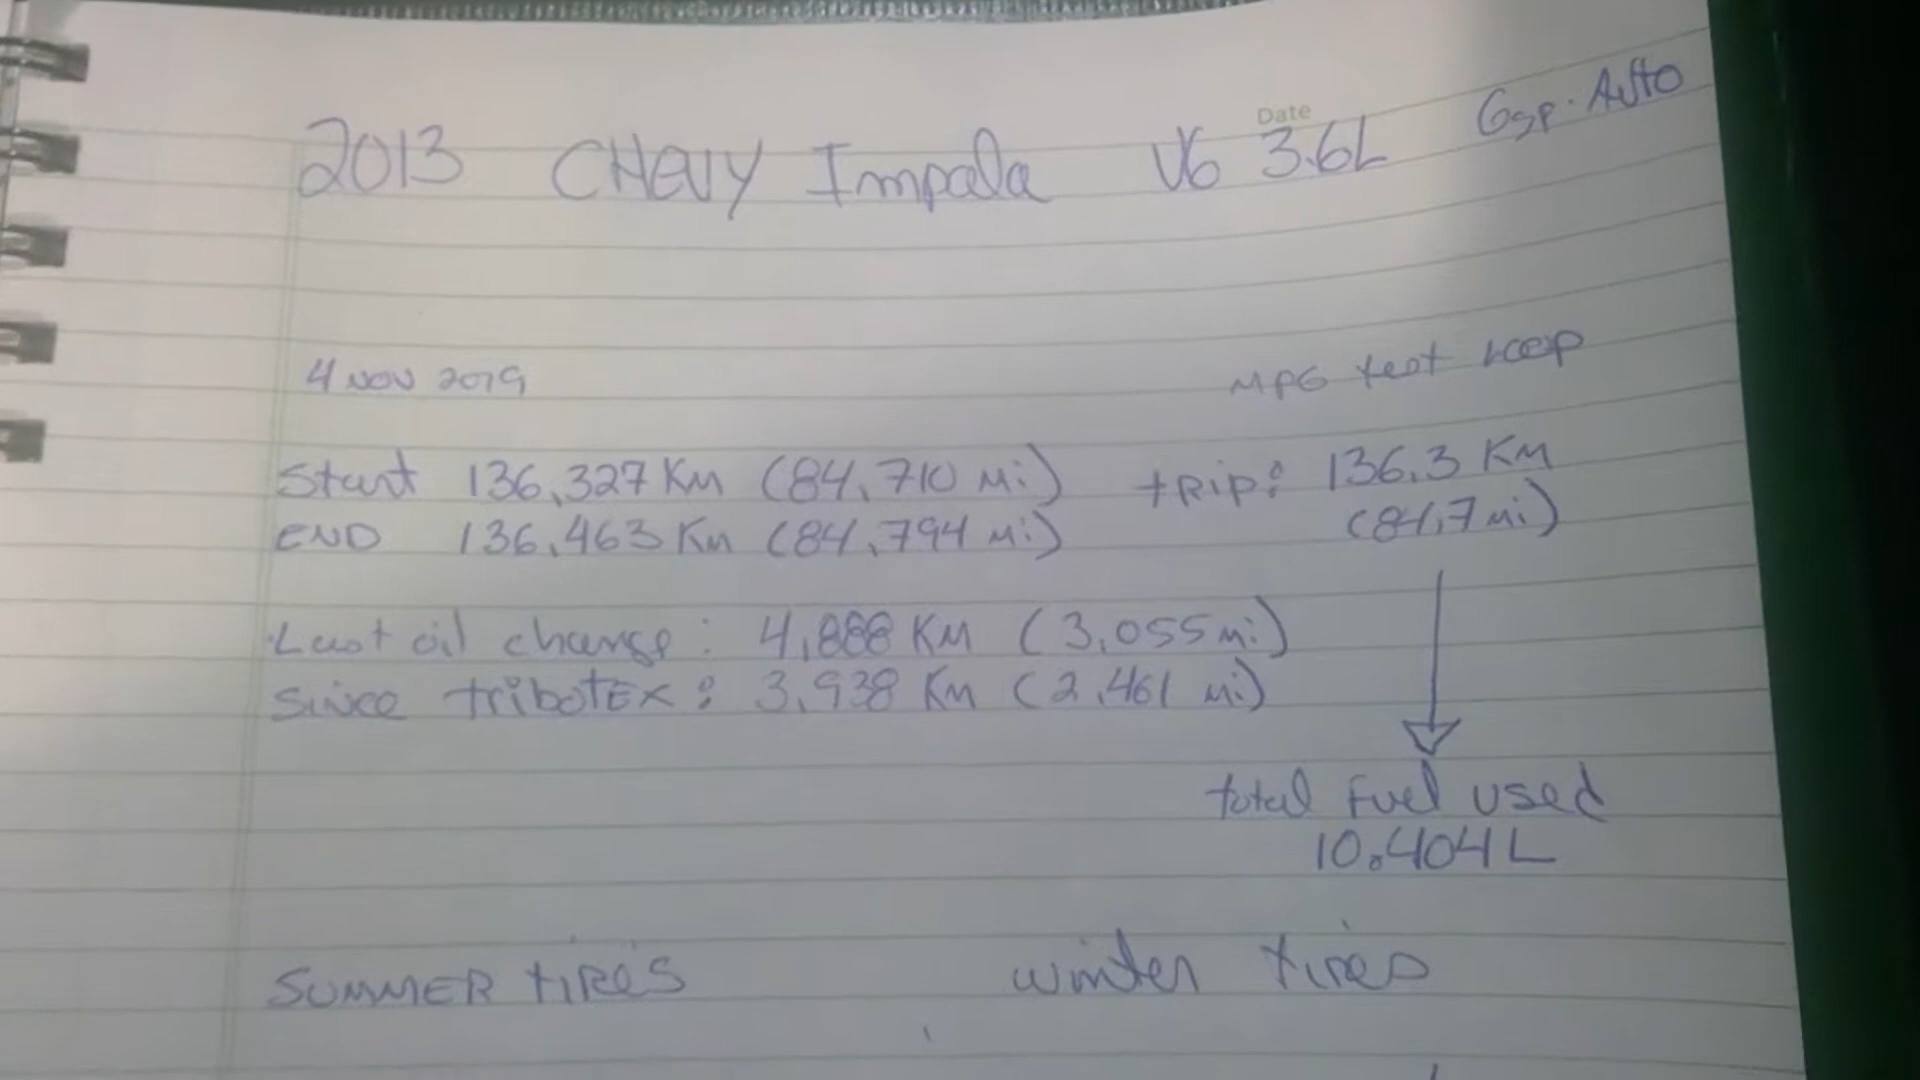 Date
2013 CHEVY Impala V6 3.6L 6sp. Auto
4 NOV 2019 MPG test Loop
Start 136,327 KM (84,710 Mi) tRip: 136.3 KM
END 136,463 KM (84,794 Mi) (84,7 mi)
Last oil change: 4,888 KM (3,055 mi)
Since tribotEx: 3,938 KM (2,461 mi)
total Fuel used
10.404 L
SUMMER tIRES winter tires